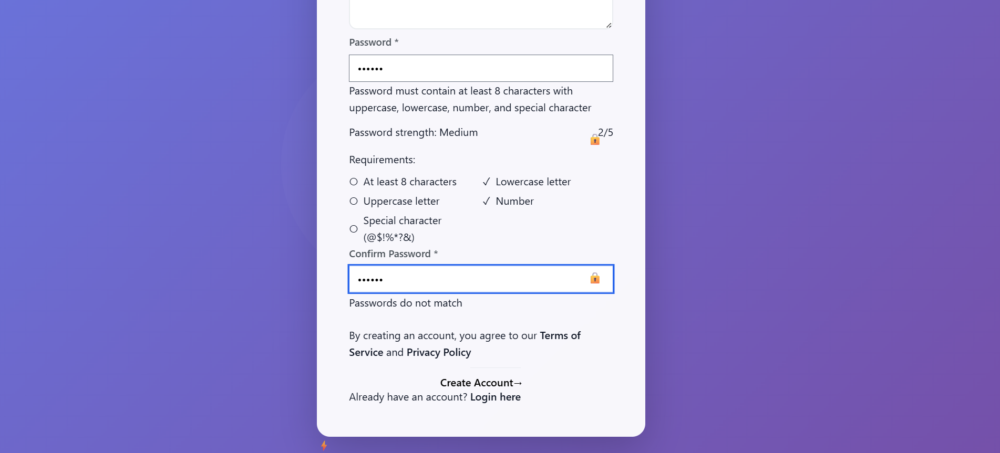 Password *
••••••
Password must contain at least 8 characters with
uppercase, lowercase, number, and special character
Password strength: Medium 2/5
Requirements:
○ At least 8 characters ✓ Lowercase letter
○ Uppercase letter ✓ Number
○ Special character
(@$!%*?&)
Confirm Password *
••••••
Passwords do not match
By creating an account, you agree to our Terms of
Service and Privacy Policy
Create Account→
Already have an account? Login here